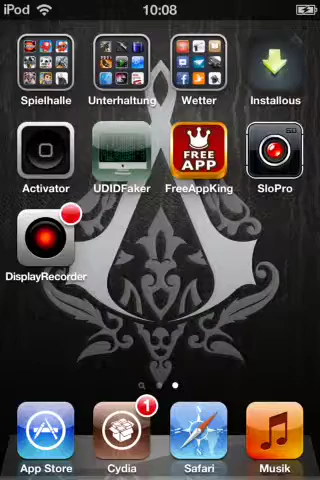 iPod 10:08
Spielhalle Unterhaltung Wetter Installous
FREE
APP
Activator UDIDFaker FreeAppKing SloPro
DisplayRecorder
1
App Store Cydia Safari Musik